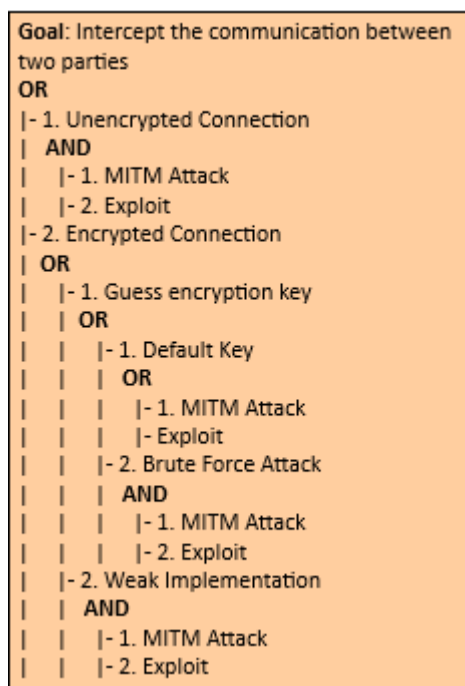 Goal: Intercept the communication between
two parties
OR
|- 1. Unencrypted Connection
| AND
| |- 1. MITM Attack
| |- 2. Exploit
|- 2. Encrypted Connection
| OR
| |- 1. Guess encryption key
| | OR
| | |- 1. Default Key
| | | OR
| | | |- 1. MITM Attack
| | | |- Exploit
| | |- 2. Brute Force Attack
| | | AND
| | | |- 1. MITM Attack
| | | |- 2. Exploit
| |- 2. Weak Implementation
| | AND
| | |- 1. MITM Attack
| | |- 2. Exploit